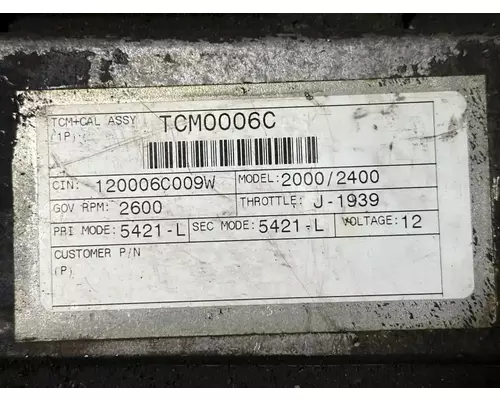 TCM+CAL ASSY TCM0006C
(1P)
CIN: 120006C009W MODEL: 2000/2400
GOV RPM: 2600 THROTTLE: J-1939
PRI MODE: 5421-L SEC MODE: 5421-L VOLTAGE: 12
CUSTOMER P/N
(P)